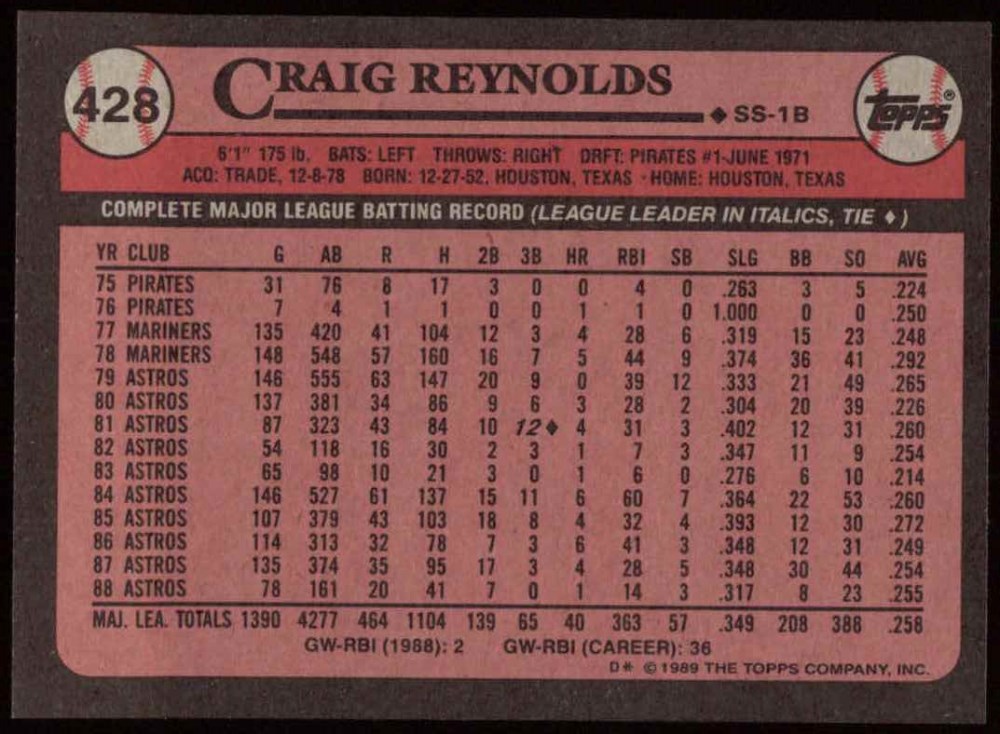 428
CRAIG REYNOLDS
◆ SS-1B
TOPPS®
6'1" 175 lb. BATS: LEFT THROWS: RIGHT DRFT: PIRATES #1-JUNE 1971
ACQ: TRADE, 12-8-78 BORN: 12-27-52, HOUSTON, TEXAS · HOME: HOUSTON, TEXAS
COMPLETE MAJOR LEAGUE BATTING RECORD (LEAGUE LEADER IN ITALICS, TIE ◆)
YR CLUB G AB R H 2B 3B HR RBI SB SLG BB SO AVG
75 PIRATES 31 76 8 17 3 0 0 4 0 .263 3 5 .224
76 PIRATES 7 4 1 1 0 0 1 1 0 1.000 0 0 .250
77 MARINERS 135 420 41 104 12 3 4 28 6 .319 15 23 .248
78 MARINERS 148 548 57 160 16 7 5 44 9 .374 36 41 .292
79 ASTROS 146 555 63 147 20 9 0 39 12 .333 21 49 .265
80 ASTROS 137 381 34 86 9 6 3 28 2 .304 20 39 .226
81 ASTROS 87 323 43 84 10 12◆ 4 31 3 .402 12 31 .260
82 ASTROS 54 118 16 30 2 3 1 7 3 .347 11 9 .254
83 ASTROS 65 98 10 21 3 0 1 6 0 .276 6 10 .214
84 ASTROS 146 527 61 137 15 11 6 60 7 .364 22 53 .260
85 ASTROS 107 379 43 103 18 8 4 32 4 .393 12 30 .272
86 ASTROS 114 313 32 78 7 3 6 41 3 .348 12 31 .249
87 ASTROS 135 374 35 95 17 3 4 28 5 .348 30 44 .254
88 ASTROS 78 161 20 41 7 0 1 14 3 .317 8 23 .255
MAJ. LEA. TOTALS 1390 4277 464 1104 139 65 40 363 57 .349 208 388 .258
GW-RBI (1988): 2 GW-RBI (CAREER): 36
D* © 1989 THE TOPPS COMPANY, INC.